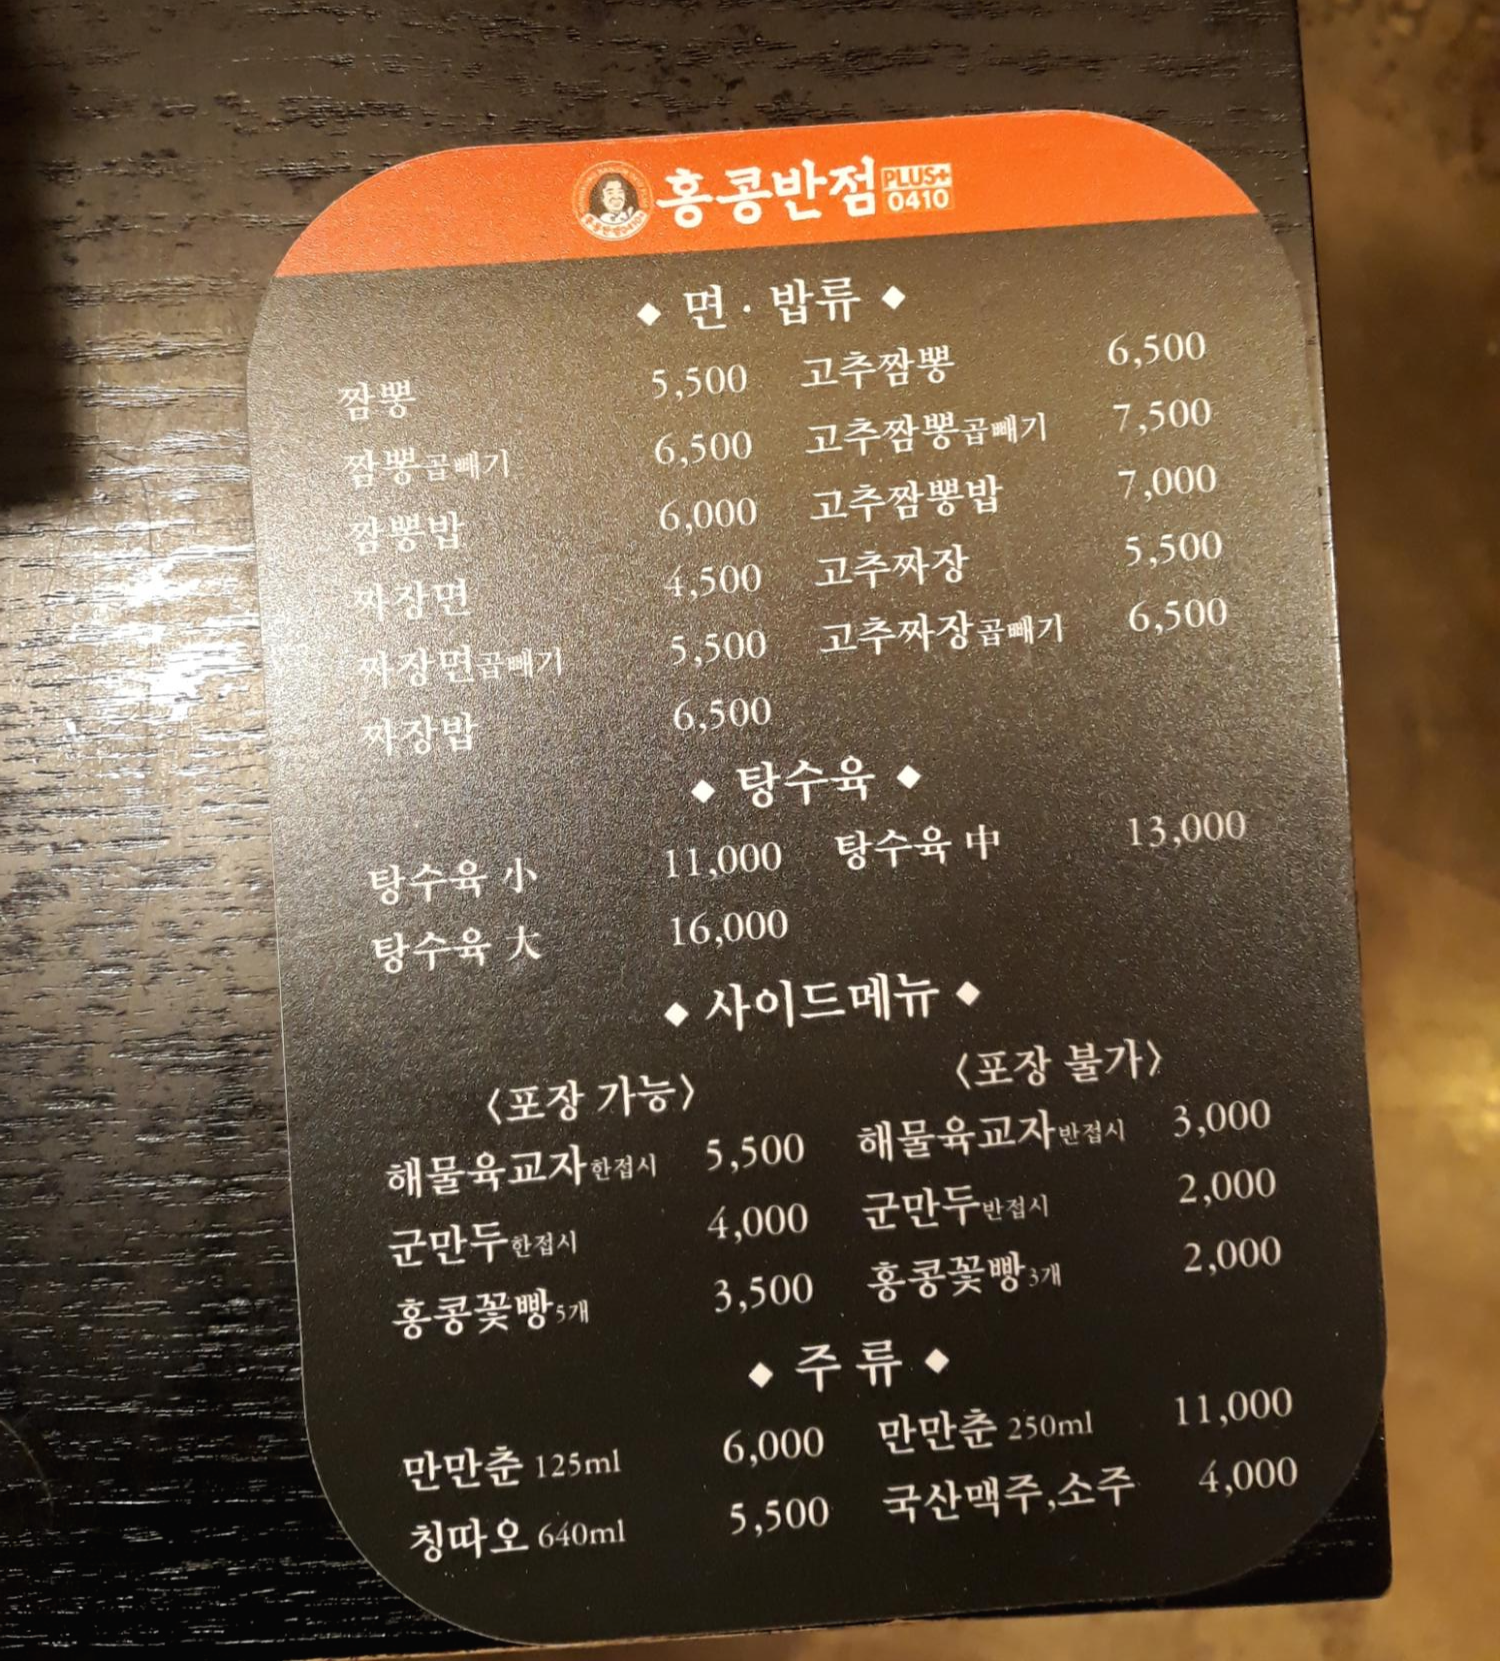 홍콩반점 PLUS+ 0410
◆ 면 · 밥류 ◆
짬뽕 5,500 고추짬뽕 6,500
짬뽕곱빼기 6,500 고추짬뽕곱빼기 7,500
짬뽕밥 6,000 고추짬뽕밥 7,000
짜장면 4,500 고추짜장 5,500
짜장면곱빼기 5,500 고추짜장곱빼기 6,500
짜장밥 6,500
◆ 탕수육 ◆
탕수육 小 11,000 탕수육 中 13,000
탕수육 大 16,000
◆ 사이드메뉴 ◆
〈포장 가능〉 〈포장 불가〉
해물육교자한접시 5,500 해물육교자반접시 3,000
군만두한접시 4,000 군만두반접시 2,000
홍콩꽃빵5개 3,500 홍콩꽃빵3개 2,000
◆ 주 류 ◆
만만춘 125ml 6,000 만만춘 250ml 11,000
칭따오 640ml 5,500 국산맥주,소주 4,000